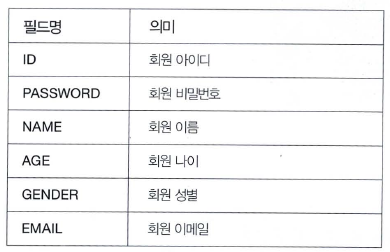 필드명 의미
ID 회원 아이디
PASSWORD 회원 비밀번호
NAME 회원 이름
AGE 회원 나이
GENDER 회원 성별
EMAIL 회원 이메일